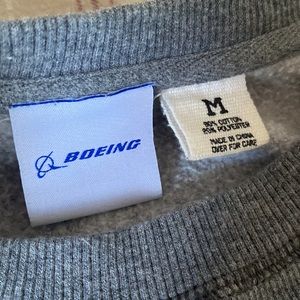 BOEING
M
80% COTTON
20% POLYESTER
MADE IN CHINA
OVER FOR CARE